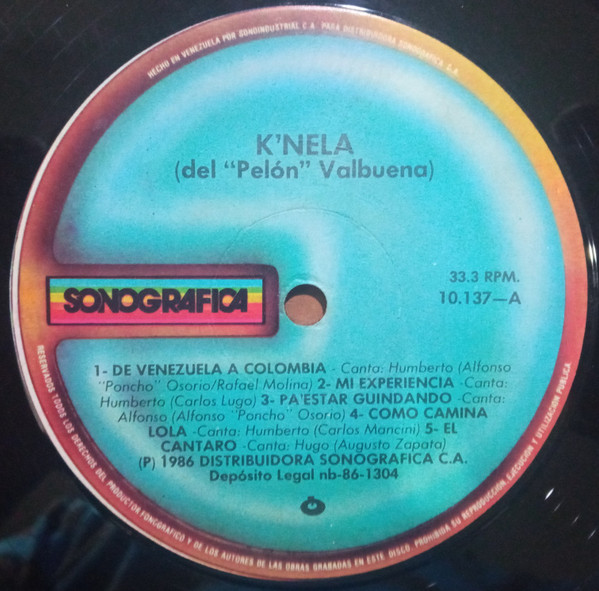 HECHO EN VENEZUELA POR SONOINDUSTRIAL C.A. PARA DISTRIBUIDORA SONOGRAFICA C.A.
K'NELA
(del "Pelón" Valbuena)
SONOGRAFICA
33.3 RPM.
10.137—A
1- DE VENEZUELA A COLOMBIA - Canta: Humberto (Alfonso
"Poncho" Osorio/Rafael Molina) 2- MI EXPERIENCIA -Canta:
Humberto (Carlos Lugo) 3- PA'ESTAR GUINDANDO -Canta:
Alfonso (Alfonso "Poncho" Osorio) 4- COMO CAMINA
LOLA -Canta: Humberto (Carlos Mancini) 5- EL
CANTARO -Canta: Hugo (Augusto Zapata)
(P) 1986 DISTRIBUIDORA SONOGRAFICA C.A.
Depósito Legal nb-86-1304
RESERVADOS TODOS LOS DERECHOS DEL PRODUCTOR FONOGRAFICO Y DE LOS AUTORES DE LAS OBRAS GRABADAS EN ESTE DISCO. PROHIBIDA SU REPRODUCCION, EJECUCION Y UTILIZACION PUBLICA